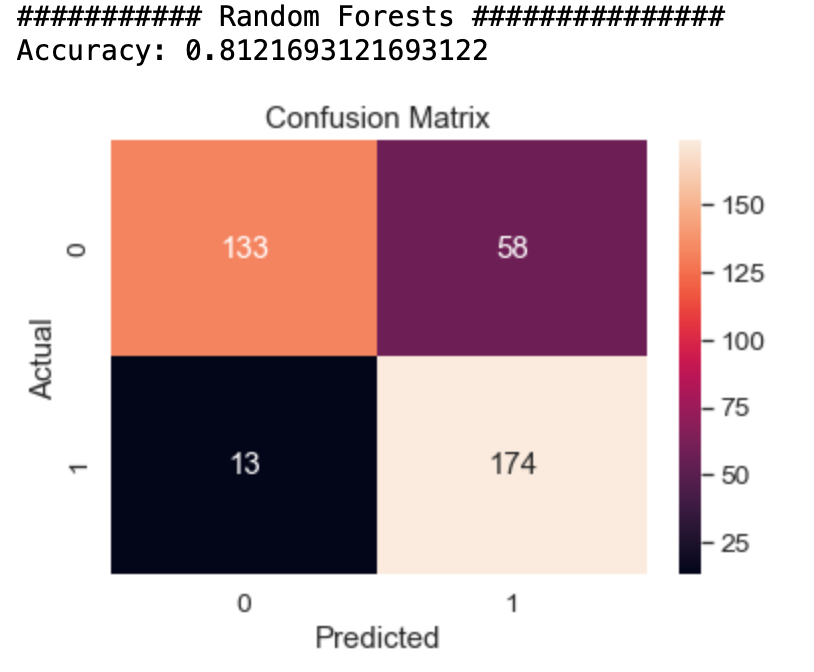 ########### Random Forests ###############
Accuracy: 0.8121693121693122
Confusion Matrix
133 58
13 174
0
1
Actual
0 1
Predicted
150
125
100
75
50
25